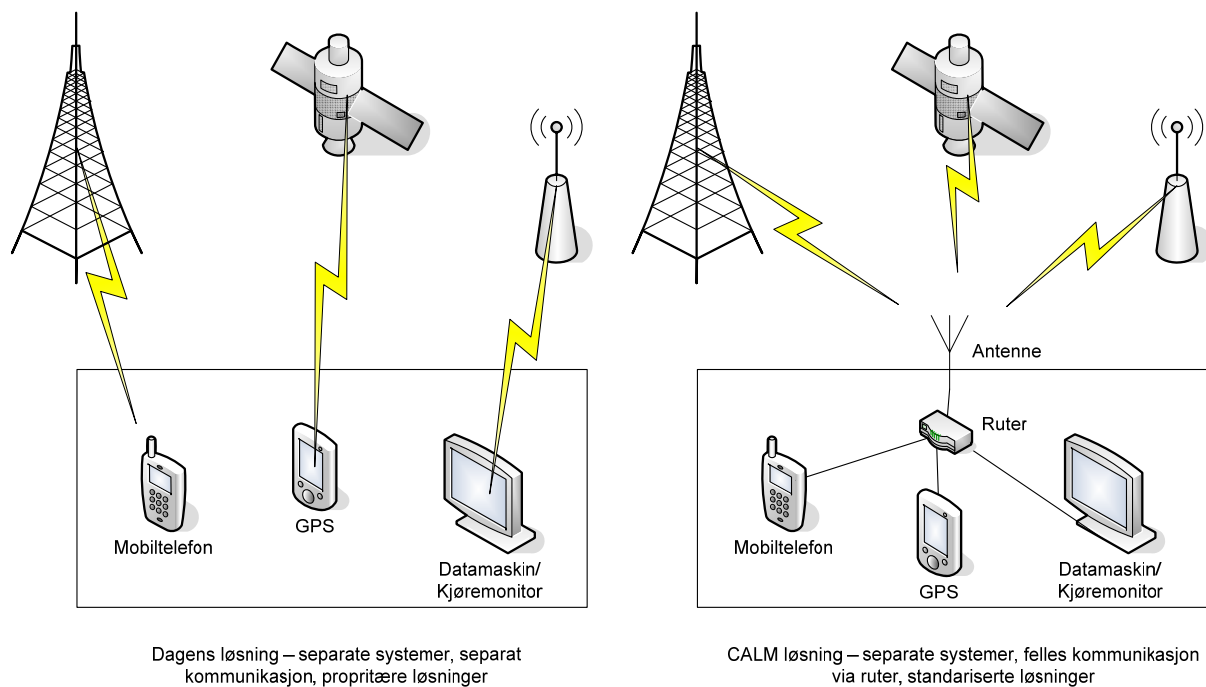 Mobiltelefon
GPS
Datamaskin/
Kjøremonitor
Dagens løsning – separate systemer, separat
kommunikasjon, propritære løsninger
Antenne
Ruter
Mobiltelefon
GPS
Datamaskin/
Kjøremonitor
CALM løsning – separate systemer, felles kommunikasjon
via ruter, standariserte løsninger